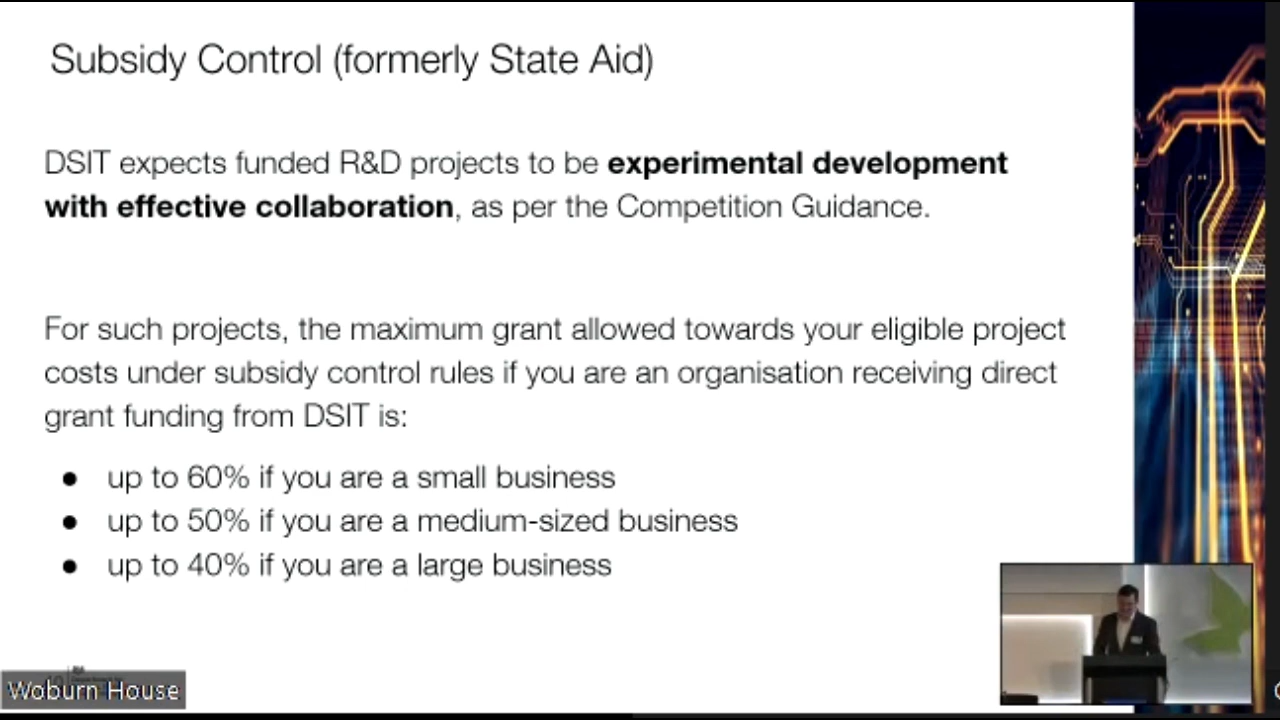 Subsidy Control (formerly State Aid)
DSIT expects funded R&D projects to be experimental development
with effective collaboration, as per the Competition Guidance.
For such projects, the maximum grant allowed towards your eligible project
costs under subsidy control rules if you are an organisation receiving direct
grant funding from DSIT is:
● up to 60% if you are a small business
● up to 50% if you are a medium-sized business
● up to 40% if you are a large business
Woburn House